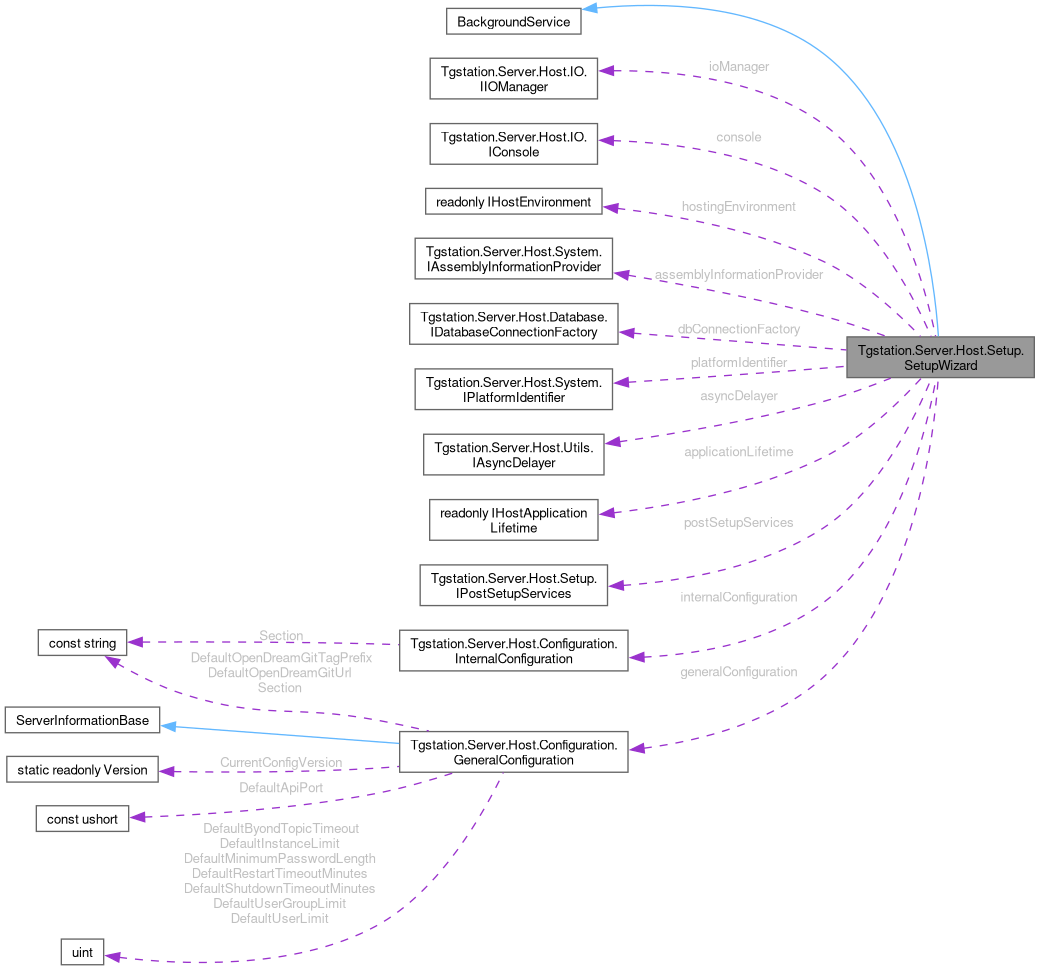 BackgroundService
Tgstation.Server.Host.IO.
IIOManager
ioManager
Tgstation.Server.Host.IO.
IConsole
console
readonly IHostEnvironment
hostingEnvironment
Tgstation.Server.Host.System.
IAssemblyInformationProvider
assemblyInformationProvider
Tgstation.Server.Host.Database.
IDatabaseConnectionFactory
dbConnectionFactory
Tgstation.Server.Host.Setup.
SetupWizard
Tgstation.Server.Host.System.
IPlatformIdentifier
platformIdentifier
asyncDelayer
Tgstation.Server.Host.Utils.
IAsyncDelayer
applicationLifetime
readonly IHostApplication
Lifetime
postSetupServices
Tgstation.Server.Host.Setup.
IPostSetupServices
internalConfiguration
const string
Section
Tgstation.Server.Host.Configuration.
InternalConfiguration
DefaultOpenDreamGitTagPrefix
DefaultOpenDreamGitUrl
Section
generalConfiguration
ServerInformationBase
Tgstation.Server.Host.Configuration.
GeneralConfiguration
static readonly Version
CurrentConfigVersion
DefaultApiPort
const ushort
DefaultByondTopicTimeout
DefaultInstanceLimit
DefaultMinimumPasswordLength
DefaultRestartTimeoutMinutes
DefaultShutdownTimeoutMinutes
DefaultUserGroupLimit
DefaultUserLimit
uint